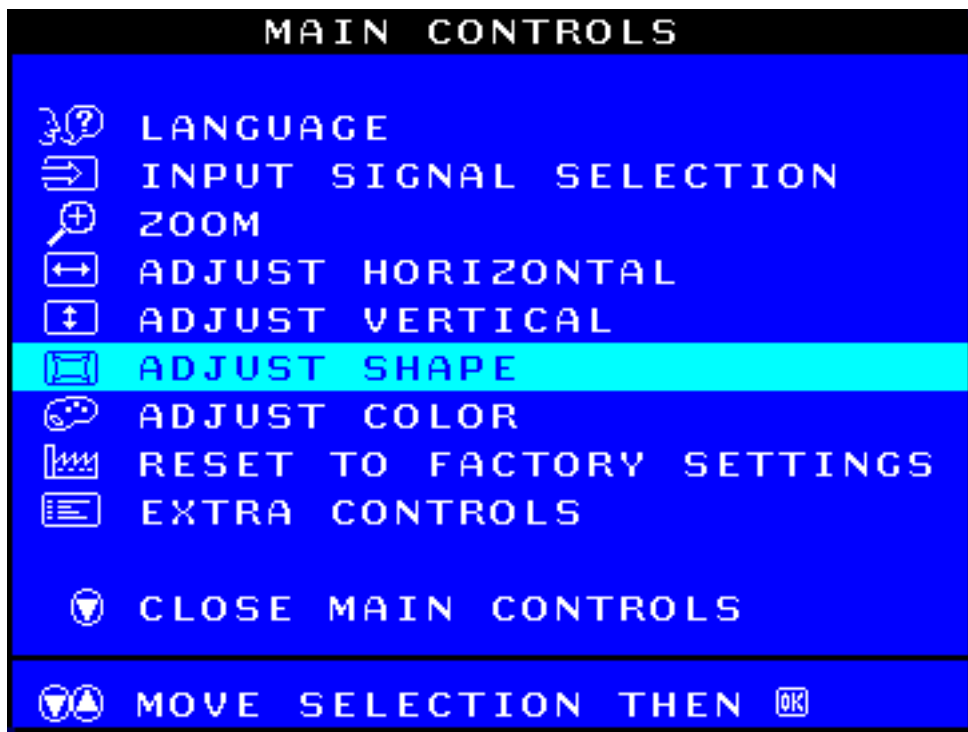 MAIN CONTROLS
LANGUAGE
INPUT SIGNAL SELECTION
ZOOM
ADJUST HORIZONTAL
ADJUST VERTICAL
ADJUST SHAPE
ADJUST COLOR
RESET TO FACTORY SETTINGS
EXTRA CONTROLS
CLOSE MAIN CONTROLS
MOVE SELECTION THEN OK